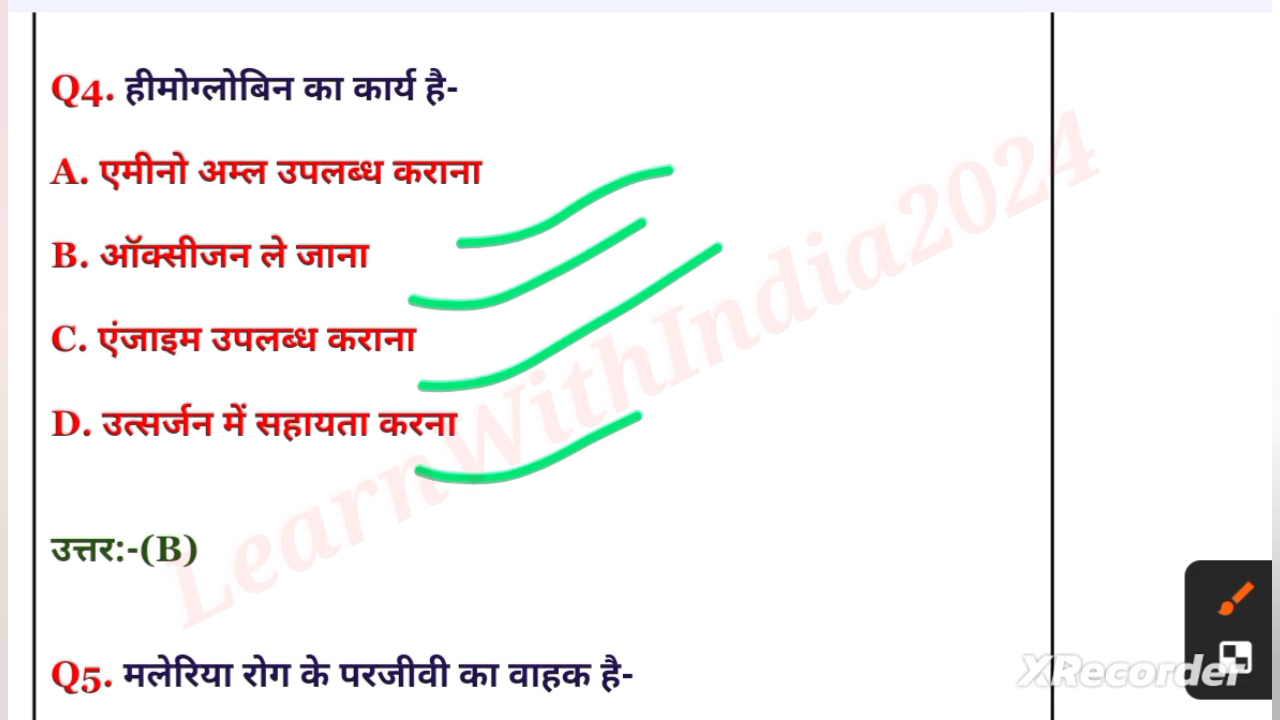 Q4. हीमोग्लोबिन का कार्य है-
A. एमीनो अम्ल उपलब्ध कराना
B. ऑक्सीजन ले जाना
C. एंजाइम उपलब्ध कराना
D. उत्सर्जन में सहायता करना
उत्तर:-(B)
Q5. मलेरिया रोग के परजीवी का वाहक है-
LearnWithIndia2024
XRecorder